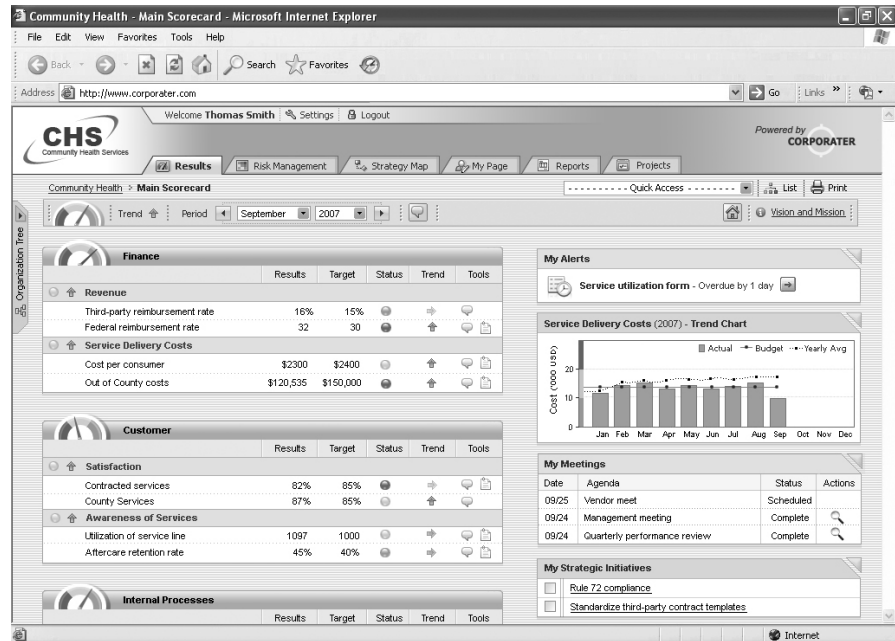 Community Health - Main Scorecard - Microsoft Internet Explorer
File Edit View Favorites Tools Help
Back Search Favorites
Address http://www.corporater.com Go Links »
Welcome Thomas Smith Settings Logout
CHS
Community Health Services
Powered by
CORPORATER
Results Risk Management Strategy Map My Page Reports Projects
Community Health > Main Scorecard
- - - - - - - - - - - Quick Access - - - - - - - - List Print
Trend Period September 2007 Vision and Mission
Organization Tree
Finance
Results Target Status Trend Tools
Revenue
Third-party reimbursement rate 16% 15%
Federal reimbursement rate 32 30
Service Delivery Costs
Cost per consumer $2300 $2400
Out of County costs $120,535 $150,000
Customer
Results Target Status Trend Tools
Satisfaction
Contracted services 82% 85%
County Services 87% 85%
Awareness of Services
Utilization of service line 1097 1000
Aftercare retention rate 45% 40%
Internal Processes
Results Target Status Trend Tools
My Alerts
Service utilization form - Overdue by 1 day
Service Delivery Costs (2007) - Trend Chart
Actual Budget Yearly Avg
Cost ('000 USD)
20
10
0
Jan Feb Mar Apr May Jun Jul Aug Sep Oct Nov Dec
My Meetings
Date Agenda Status Actions
09/25 Vendor meet Scheduled
09/24 Management meeting Complete
09/24 Quarterly performance review Complete
My Strategic Initiatives
Rule 72 compliance
Standardize third-party contract templates
Internet